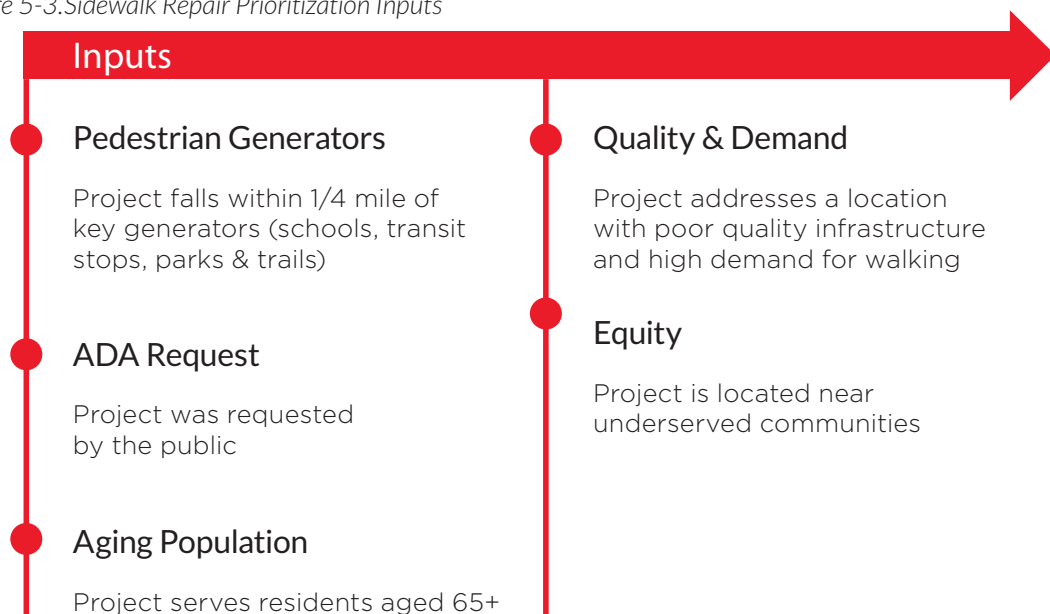 e 5-3.Sidewalk Repair Prioritization Inputs
Inputs
Pedestrian Generators
Project falls within 1/4 mile of
key generators (schools, transit
stops, parks & trails)
ADA Request
Project was requested
by the public
Aging Population
Project serves residents aged 65+
Quality & Demand
Project addresses a location
with poor quality infrastructure
and high demand for walking
Equity
Project is located near
underserved communities